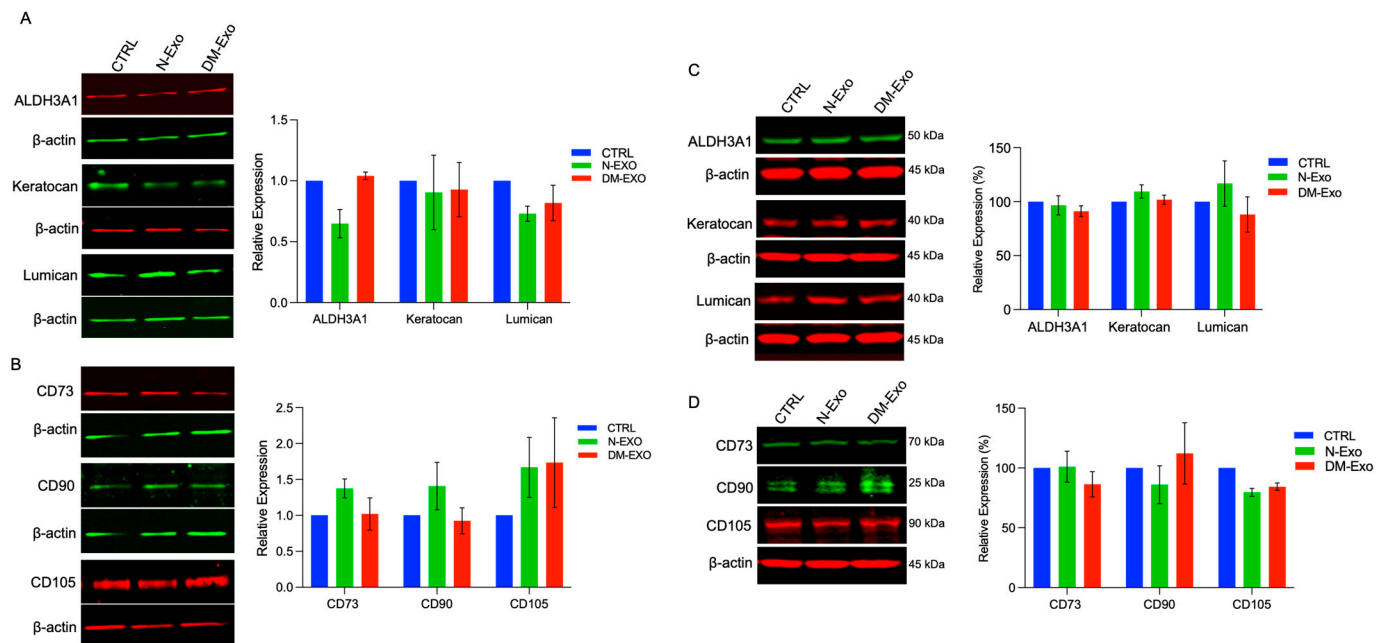 A
CTRL N-Exo DM-Exo
ALDH3A1
β-actin
Keratocan
β-actin
Lumican
β-actin
Relative Expression
1.5
1.0
0.5
0.0
ALDH3A1 Keratocan Lumican
CTRL
N-EXO
DM-EXO
B
CD73
β-actin
CD90
β-actin
CD105
β-actin
Relative Expression
2.5
2.0
1.5
1.0
0.5
0.0
CD73 CD90 CD105
CTRL
N-EXO
DM-EXO
C
CTRL N-Exo DM-Exo
ALDH3A1 50 kDa
β-actin 45 kDa
Keratocan 40 kDa
β-actin 45 kDa
Lumican 40 kDa
β-actin 45 kDa
Relative Expression (%)
150
100
50
0
ALDH3A1 Keratocan Lumican
CTRL
N-Exo
DM-Exo
D
CTRL N-Exo DM-Exo
CD73 70 kDa
CD90 25 kDa
CD105 90 kDa
β-actin 45 kDa
Relative Expression (%)
150
100
50
0
CD73 CD90 CD105
CTRL
N-Exo
DM-Exo